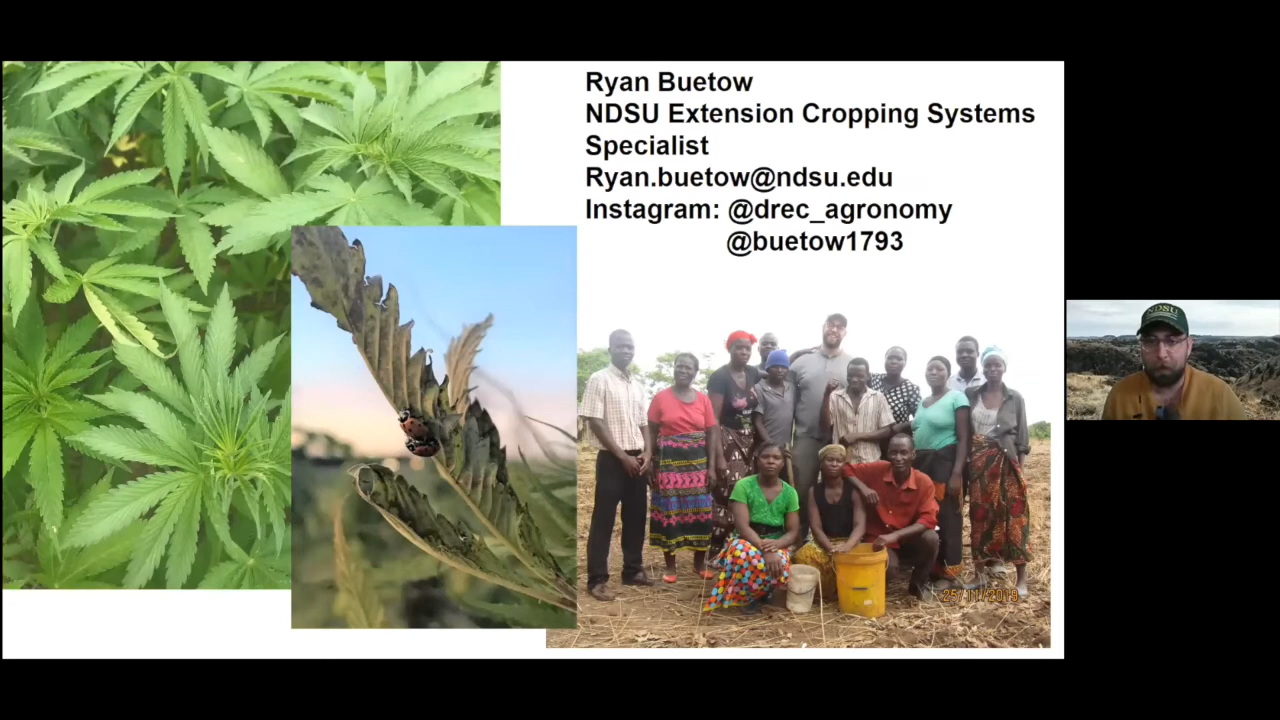 Ryan Buetow
NDSU Extension Cropping Systems
Specialist
Ryan.buetow@ndsu.edu
Instagram: @drec_agronomy
@buetow1793
NDSU
25/11/2019